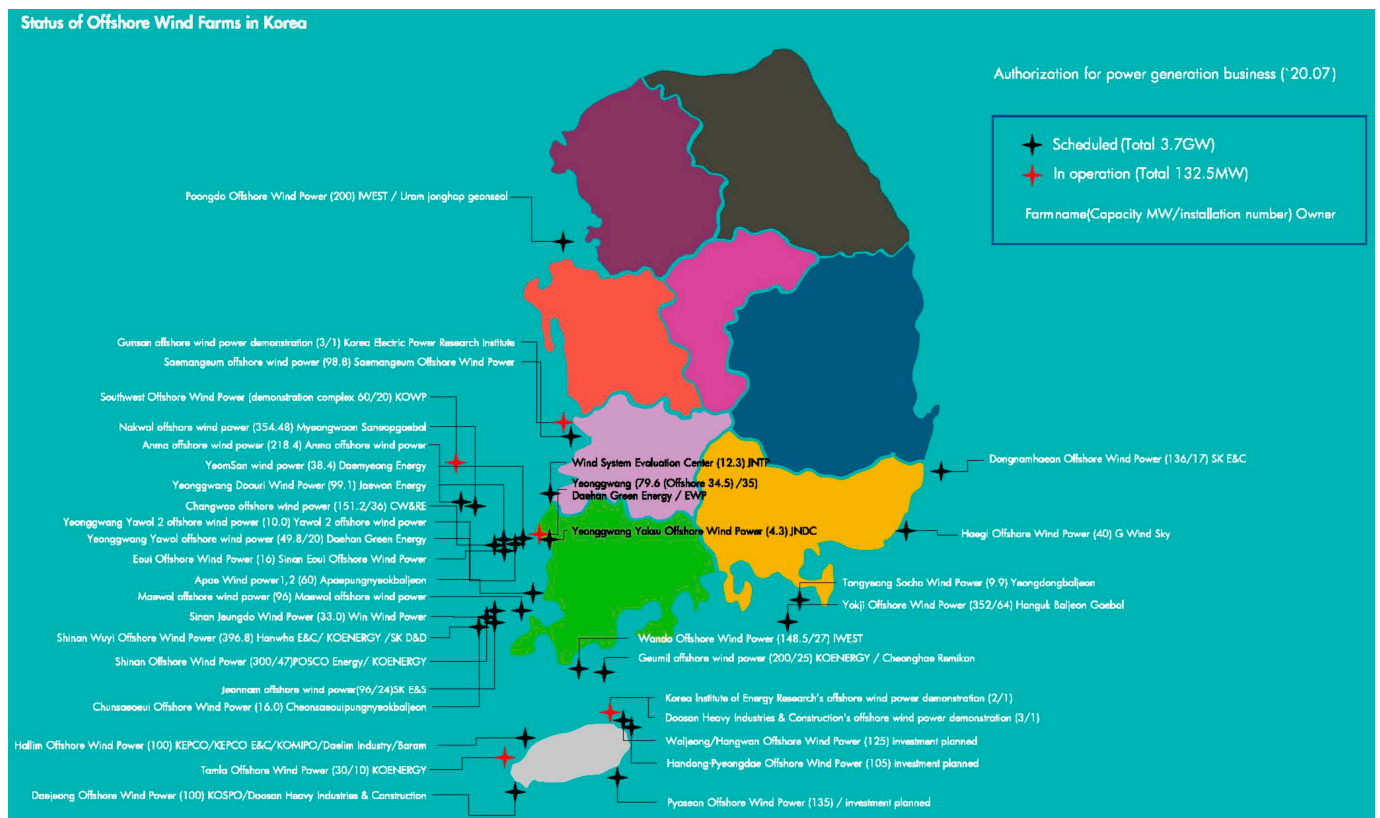 Status of Offshore Wind Farms in Korea
Authorization for power generation business (`20.07)
Scheduled (Total 3.7GW)
In operation (Total 132.5MW)
Farmname(Capacity MW/installation number) Owner
Poongdo Offshore Wind Power (200) IWEST / Uram jonghap geonseol
Gunsan offshore wind power demonstration (3/1) Korea Electric Power Research Institute
Saemangeum offshore wind power (98.8) Saemangeum Offshore Wind Power
Southwest Offshore Wind Power (demonstration complex 60/20) KOWP
Nakwol offshore wind power (354.48) Myeongwoon Saneopgaebal
Anma offshore wind power (218.4) Anma offshore wind power
YeomSan wind power (38.4) Daemyeong Energy
Yeonggwang Doouri Wind Power (99.1) Jaewon Energy
Changwoo offshore wind power (151.2/36) CW&RE
Yeonggwang Yawol 2 offshore wind power (10.0) Yawol 2 offshore wind power
Yeonggwang Yawol offshore wind power (49.8/20) Daehan Green Energy
Eoui Offshore Wind Power (16) Sinan Eoui Offshore Wind Power
Apae Wind power1,2 (60) Apaepungnyeokbaljeon
Maewol offshore wind power (96) Maewol offshore wind power
Sinan Jeungdo Wind Power (33.0) Win Wind Power
Shinan Wuyi Offshore Wind Power (396.8) Hanwha E&C/ KOENERGY /SK D&D
Shinan Offshore Wind Power (300/47)POSCO Energy/ KOENERGY
Jeonnam offshore wind power(96/24)SK E&S
Chunsaeoeui Offshore Wind Power (16.0) Cheonsaeouipungnyeokbaljeon
Hallim Offshore Wind Power (100) KEPCO/KEPCO E&C/KOMIPO/Daelim Industry/Baram
Tamla Offshore Wind Power (30/10) KOENERGY
Daejeong Offshore Wind Power (100) KOSPO/Doosan Heavy Industries & Construction
Wind System Evaluation Center (12.3) JNTP
Yeonggwang (79.6 (Offshore 34.5) /35)
Daehan Green Energy / EWP
Yeonggwang Yaksu Offshore Wind Power (4.3) JNDC
Dongnamhaean Offshore Wind Power (136/17) SK E&C
Haegi Offshore Wind Power (40) G Wind Sky
Tongyeong Socho Wind Power (9.9) Yeongdongbaljeon
Yokji Offshore Wind Power (352/64) Hanguk Baljeon Gaebal
Wando Offshore Wind Power (148.5/27) IWEST
Geumil offshore wind power (200/25) KOENERGY / Cheonghae Remikon
Korea Institute of Energy Research's offshore wind power demonstration (2/1)
Doosan Heavy Industries & Construction's offshore wind power demonstration (3/1)
Woljeong/Hangwon Offshore Wind Power (125) investment planned
Handong-Pyeongdae Offshore Wind Power (105) investment planned
Pyoseon Offshore Wind Power (135) / investment planned